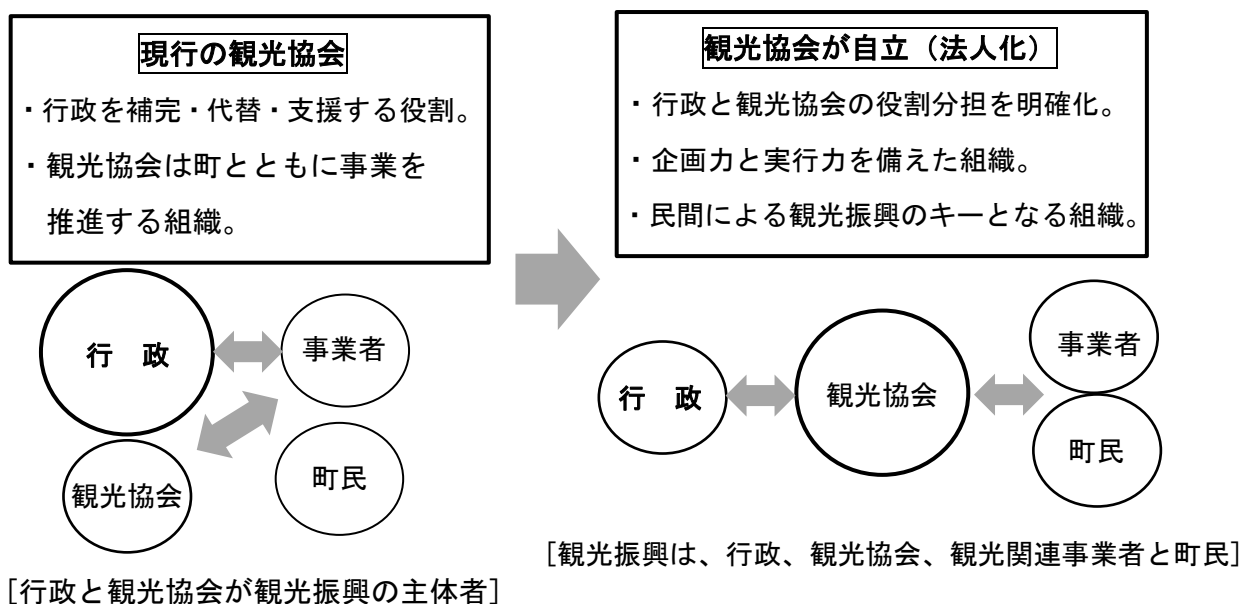 現行の観光協会
・行政を補完・代替・支援する役割。
・観光協会は町とともに事業を
推進する組織。
行　政
事業者
観光協会
町民
[行政と観光協会が観光振興の主体者]
観光協会が自立（法人化）
・行政と観光協会の役割分担を明確化。
・企画力と実行力を備えた組織。
・民間による観光振興のキーとなる組織。
行　政
観光協会
事業者
町民
[観光振興は、行政、観光協会、観光関連事業者と町民]